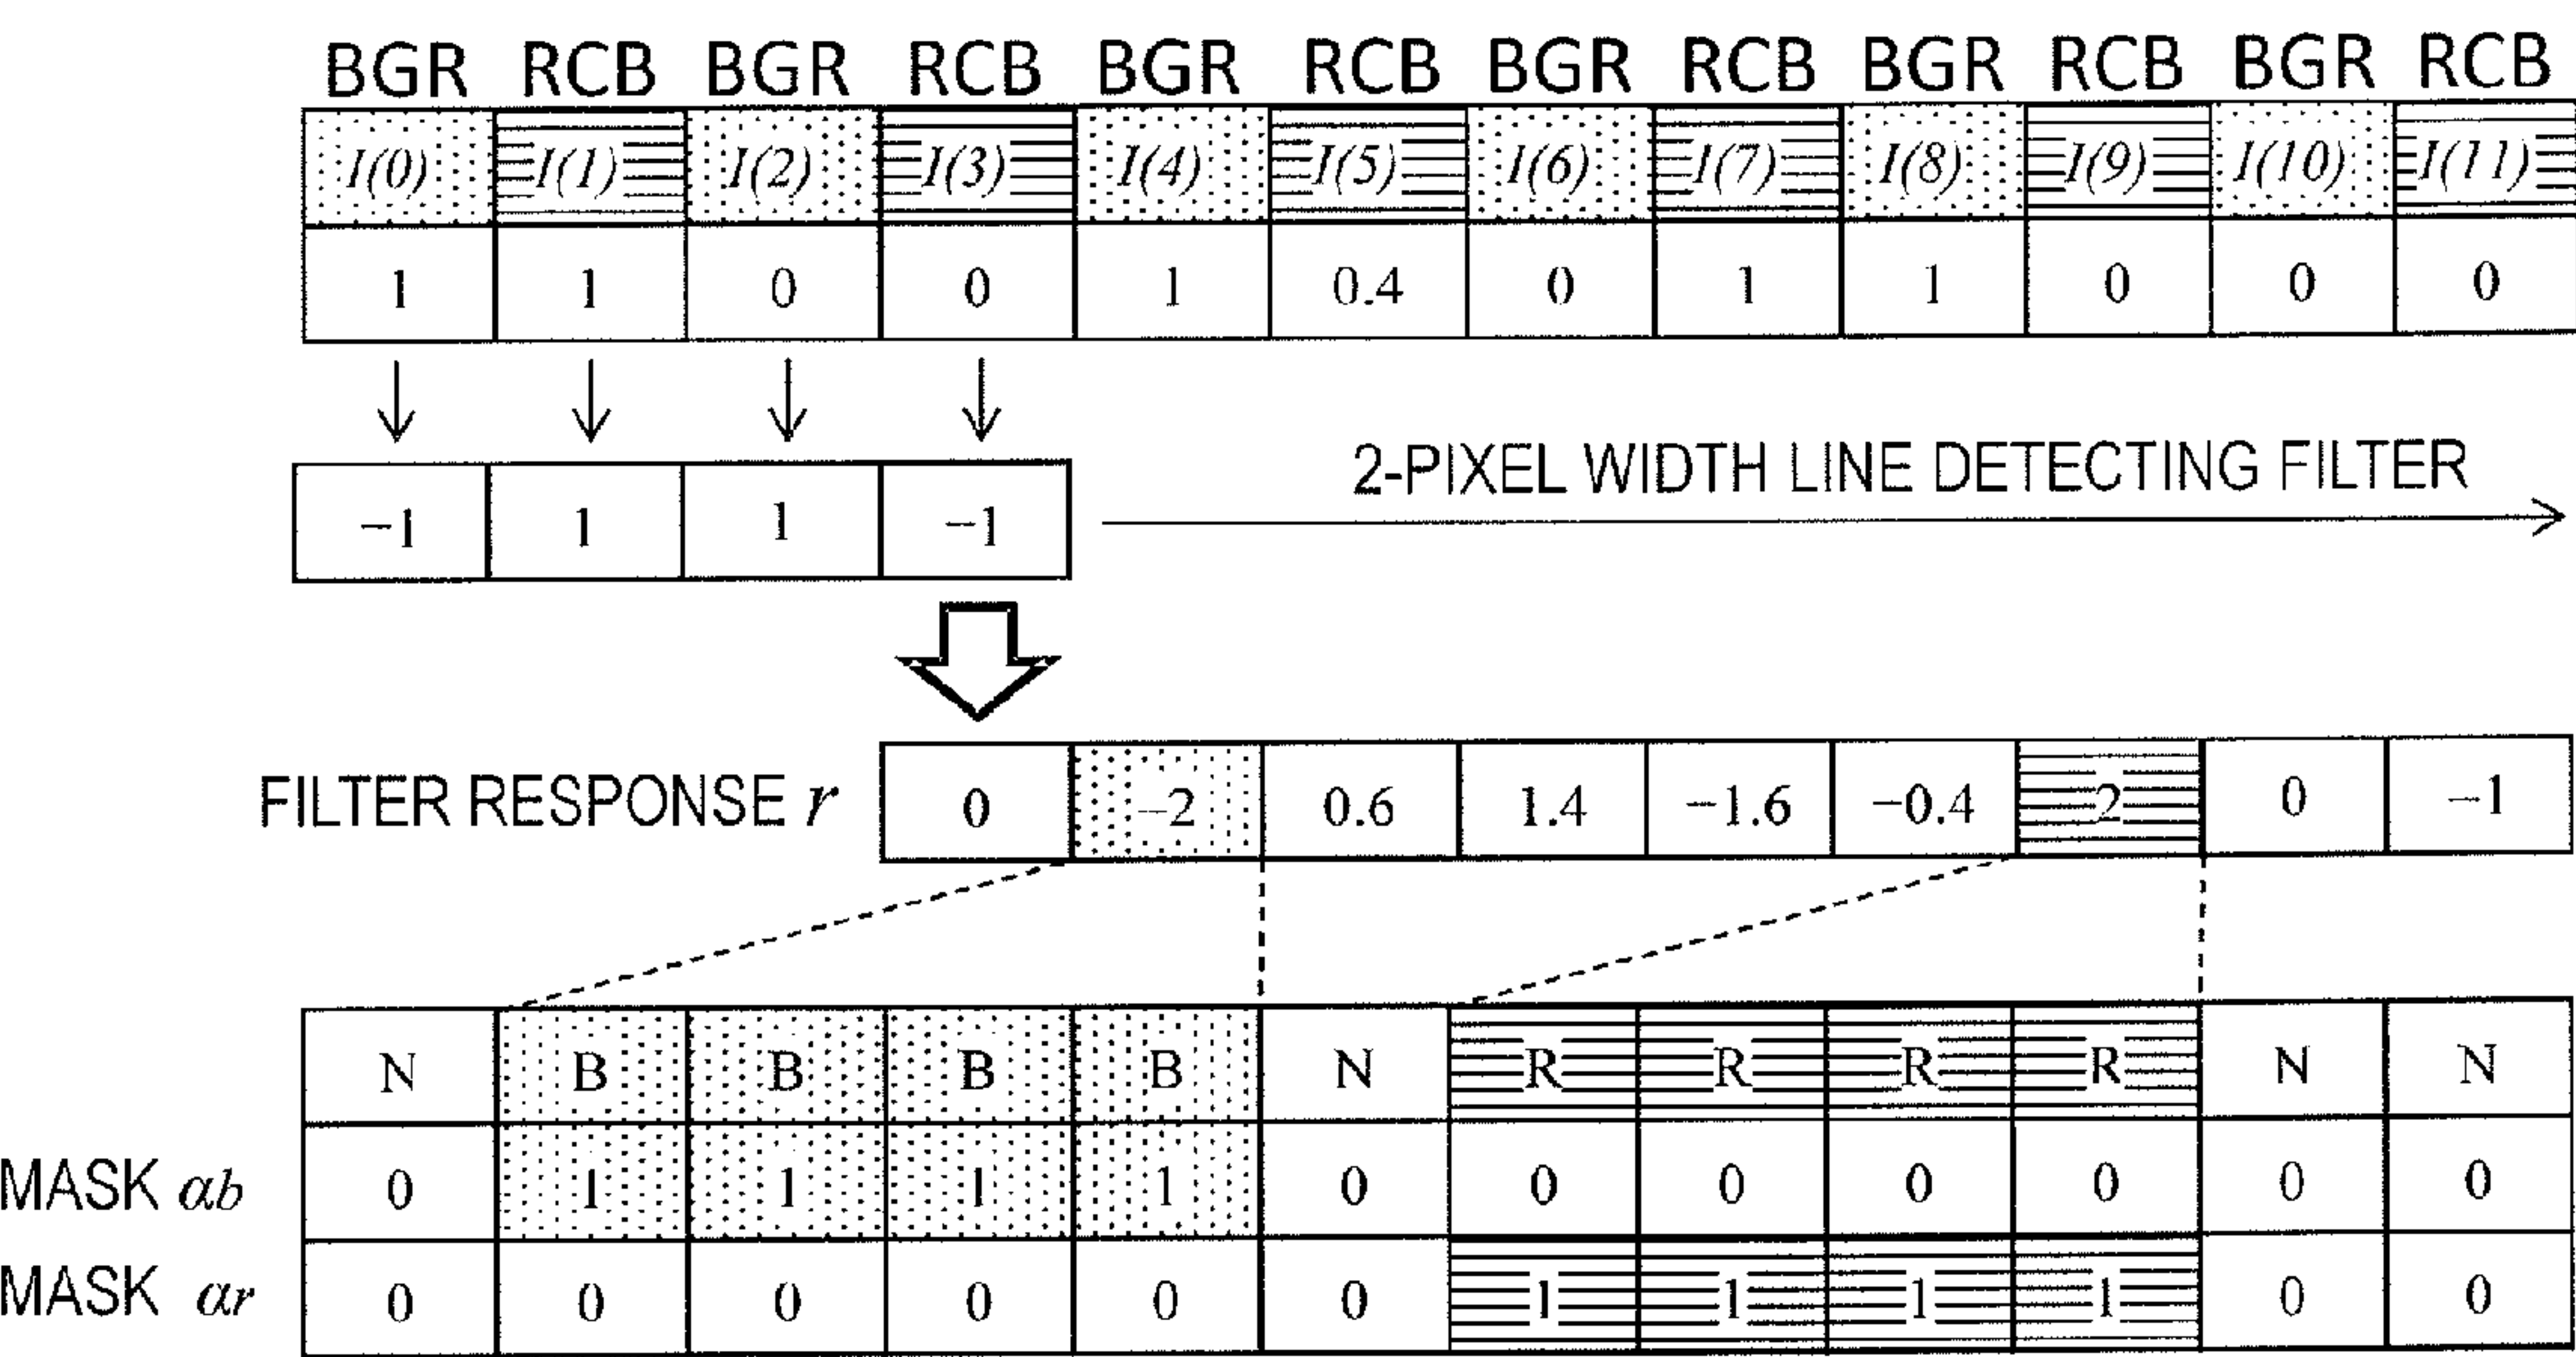 BGR RCB BGR RCB BGR RCB BGR RCB BGR RCB BGR RCB
I(0) I(1) I(2) I(3) I(4) I(5) I(6) I(7) I(8) I(9) I(10) I(11)
1 1 0 0 1 0.4 0 1 1 0 0 0
2-PIXEL WIDTH LINE DETECTING FILTER
−1 1 1 −1
FILTER RESPONSE r 0 −2 0.6 1.4 −1.6 −0.4 2 0 −1
N B B B B N R R R R N N
MASK αb 0 1 1 1 1 0 0 0 0 0 0 0
MASK αr 0 0 0 0 0 0 1 1 1 1 0 0